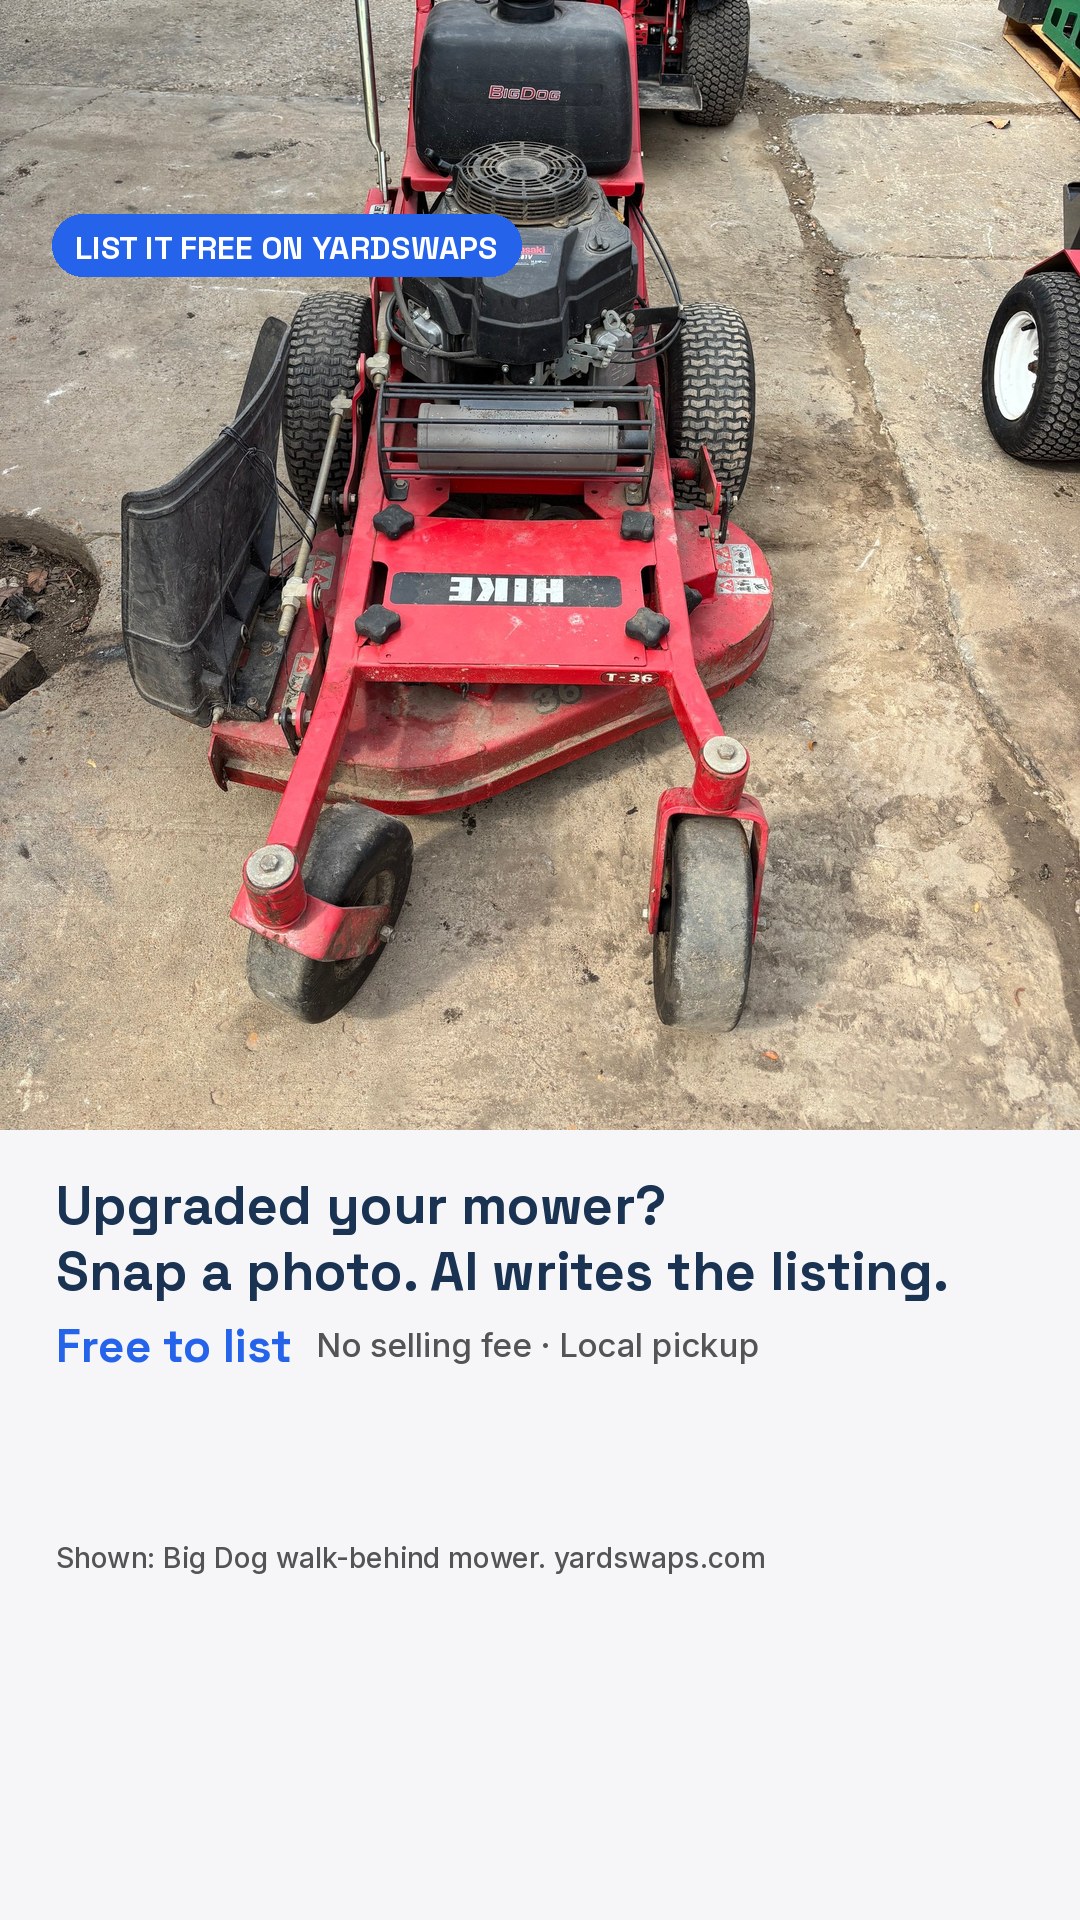 BIGDOG
LIST IT FREE ON YARDSWAPS
HIKE
T-36
36
Upgraded your mower?
Snap a photo. AI writes the listing.
Free to list No selling fee · Local pickup
Shown: Big Dog walk-behind mower. yardswaps.com